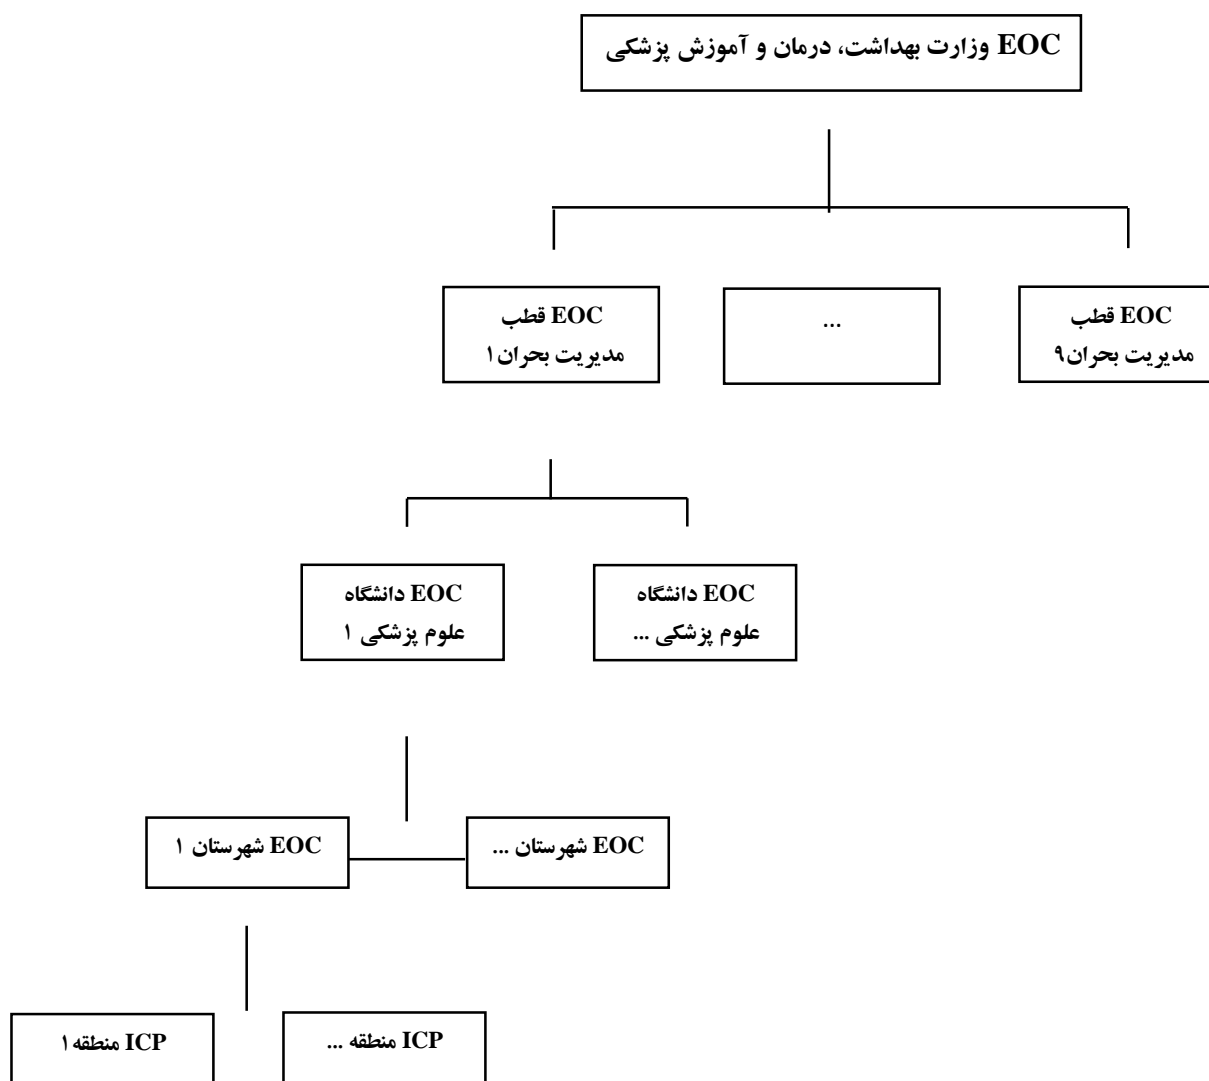 EOC وزارت بهداشت، درمان و آموزش پزشکی
EOC قطب
مدیریت بحران۹
...
EOC قطب
مدیریت بحران۱
EOC دانشگاه
علوم پزشکی ...
EOC دانشگاه
علوم پزشکی ۱
EOC شهرستان ...
EOC شهرستان ۱
ICP منطقه ...
ICP منطقه۱